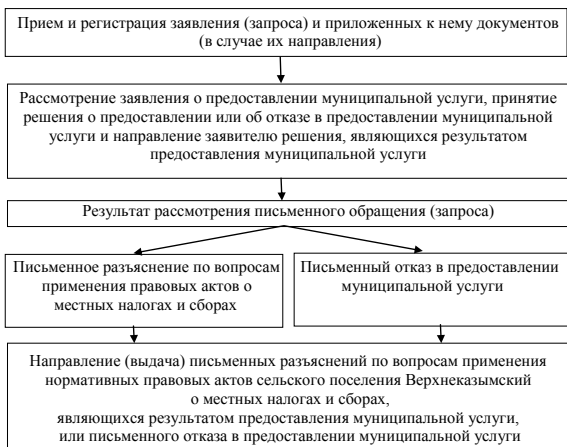 Прием и регистрация заявления (запроса) и приложенных к нему документов
(в случае их направления)
Рассмотрение заявления о предоставлении муниципальной услуги, принятие
решения о предоставлении или об отказе в предоставлении муниципальной
услуги и направление заявителю решения, являющихся результатом
предоставления муниципальной услуги
Результат рассмотрения письменного обращения (запроса)
Письменное разъяснение по вопросам
применения правовых актов о
местных налогах и сборах
Письменный отказ в предоставлении
муниципальной услуги
Направление (выдача) письменных разъяснений по вопросам применения
нормативных правовых актов сельского поселения Верхнеказымский
о местных налогах и сборах,
являющихся результатом предоставления муниципальной услуги,
или письменного отказа в предоставлении муниципальной услуги